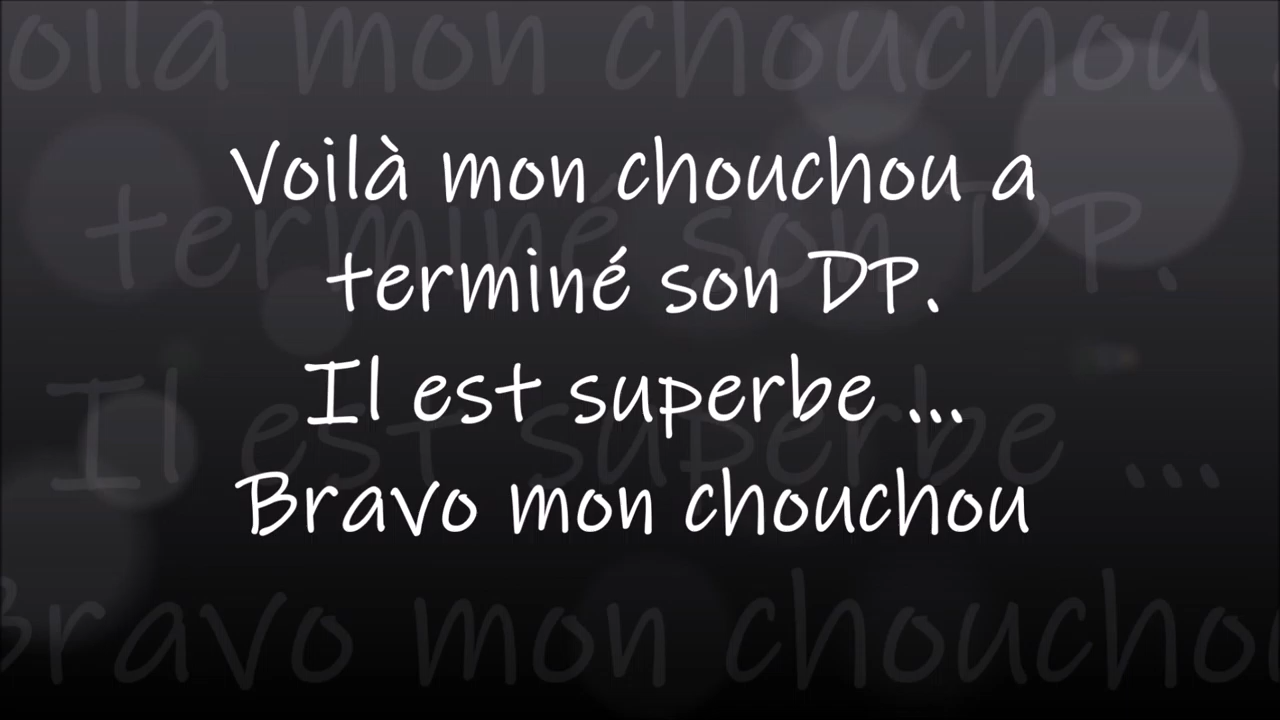 Voilà mon chouchou a
terminé son DP.
Il est superbe ...
Bravo mon chouchou